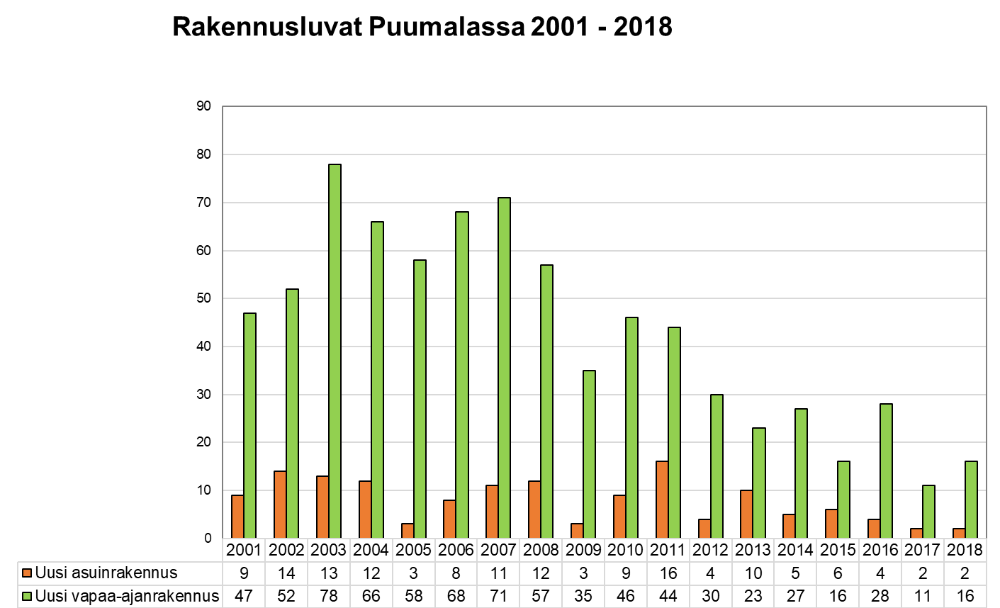 Rakennusluvat Puumalassa 2001 - 2018
90
80
70
60
50
40
30
20
10
0
2001 2002 2003 2004 2005 2006 2007 2008 2009 2010 2011 2012 2013 2014 2015 2016 2017 2018
Uusi asuinrakennus 9 14 13 12 3 8 11 12 3 9 16 4 10 5 6 4 2 2
Uusi vapaa-ajanrakennus 47 52 78 66 58 68 71 57 35 46 44 30 23 27 16 28 11 16